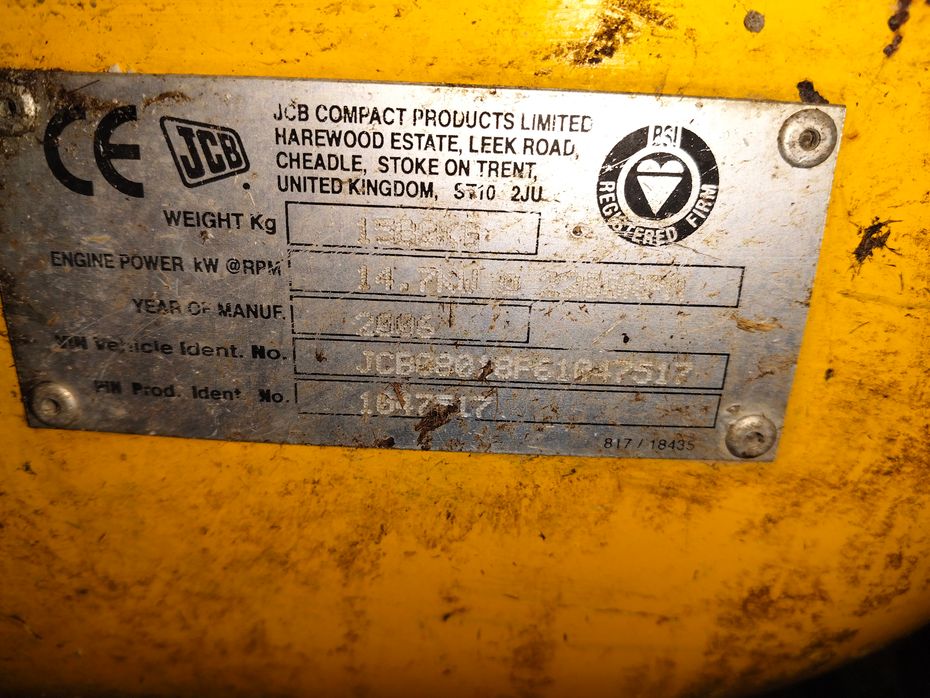 CE
JCB
JCB COMPACT PRODUCTS LIMITED
HAREWOOD ESTATE, LEEK ROAD,
CHEADLE, STOKE ON TRENT,
UNITED KINGDOM, ST10 2JU
BSI
REGISTERED FIRM
WEIGHT Kg
ENGINE POWER kW @RPM
YEAR OF MANUF. 2006
VIN Vehicle Ident. No.
PIN Prod. Ident No. 1047517
817/18435